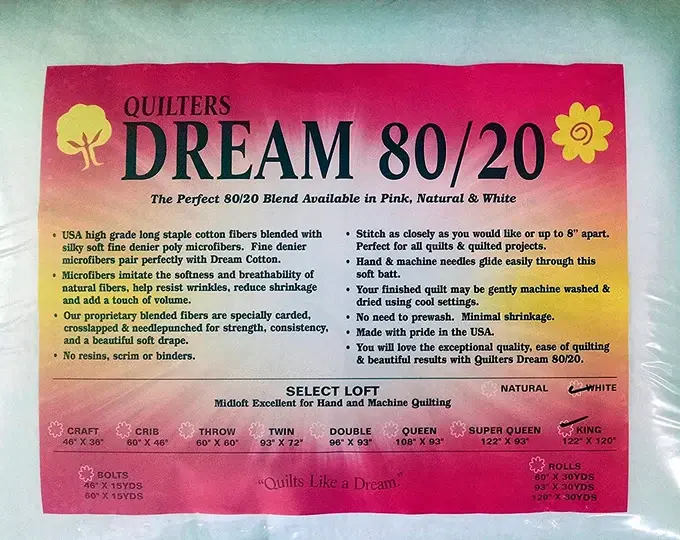 QUILTERS
DREAM 80/20
The Perfect 80/20 Blend Available in Pink, Natural & White
• USA high grade long staple cotton fibers blended with
silky soft fine denier poly microfibers. Fine denier
microfibers pair perfectly with Dream Cotton.
• Microfibers imitate the softness and breathability of
natural fibers, help resist wrinkles, reduce shrinkage
and add a touch of volume.
• Our proprietary blended fibers are specially carded,
crosslapped & needlepunched for strength, consistency,
and a beautiful soft drape.
• No resins, scrim or binders.
• Stitch as closely as you would like or up to 8" apart.
Perfect for all quilts & quilted projects.
• Hand & machine needles glide easily through this
soft batt.
• Your finished quilt may be gently machine washed &
dried using cool settings.
• No need to prewash. Minimal shrinkage.
• Made with pride in the USA.
• You will love the exceptional quality, ease of quilting
& beautiful results with Quilters Dream 80/20.
SELECT LOFT
Midloft Excellent for Hand and Machine Quilting
NATURAL
WHITE
CRAFT
46" X 36"
CRIB
60" X 46"
THROW
60" X 60"
TWIN
93" X 72"
DOUBLE
96" X 93"
QUEEN
108" X 93"
SUPER QUEEN
122" X 93"
KING
122" X 120"
BOLTS
46" X 15YDS
60" X 15YDS
"Quilts Like a Dream."
ROLLS
60" X 30YDS
93" X 30YDS
120" X 30YDS